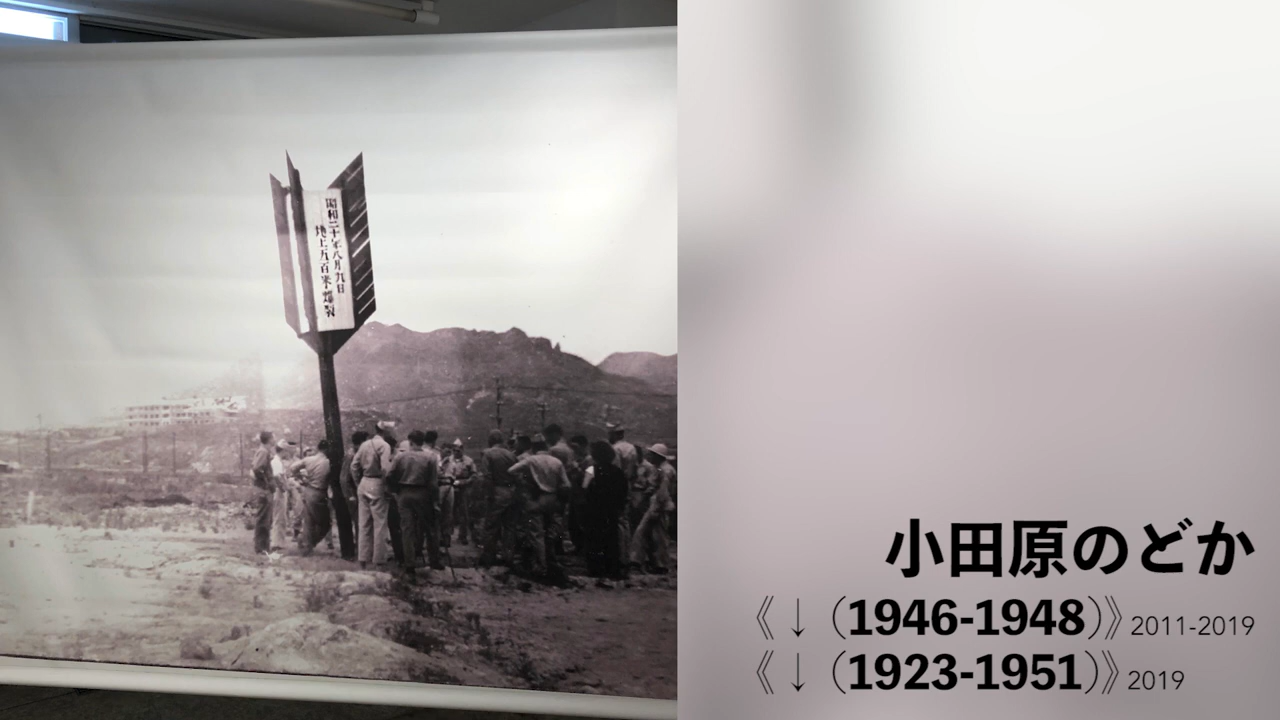 昭和二十年八月九日
地上五百米爆裂
小田原のどか
《↓（1946-1948）》2011-2019
《↓（1923-1951）》2019